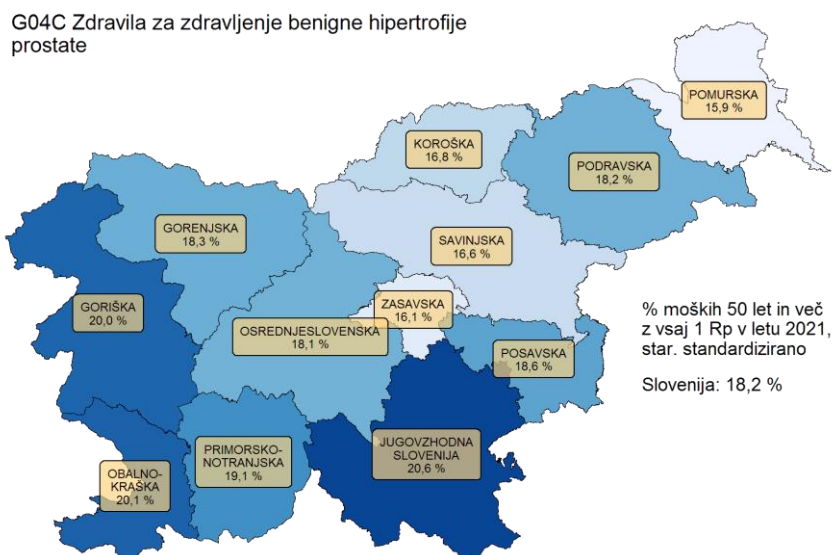 G04C Zdravila za zdravljenje benigne hipertrofije
prostate
POMURSKA
15,9 %
KOROŠKA
16,8 %
PODRAVSKA
18,2 %
GORENJSKA
18,3 %
SAVINJSKA
16,6 %
GORIŠKA
20,0 %
ZASAVSKA
16,1 %
OSREDNJESLOVENSKA
18,1 %
POSAVSKA
18,6 %
% moških 50 let in več
z vsaj 1 Rp v letu 2021,
star. standardizirano
Slovenija: 18,2 %
JUGOVZHODNA
SLOVENIJA
20,6 %
PRIMORSKO-
NOTRANJSKA
19,1 %
OBALNO-
KRAŠKA
20,1 %